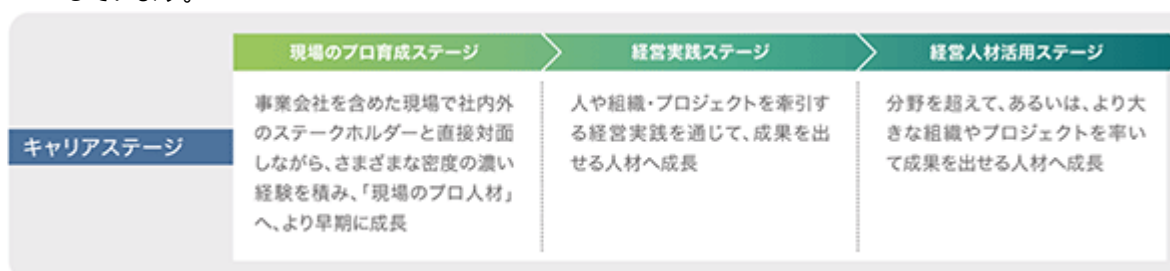 現場のプロ育成ステージ
経営実践ステージ
経営人材活用ステージ
キャリアステージ
事業会社を含めた現場で社内外
のステークホルダーと直接対面
しながら、さまざまな密度の濃い
経験を積み、「現場のプロ人材」
へ、より早期に成長
人や組織・プロジェクトを牽引す
る経営実践を通じて、成果を出
せる人材へ成長
分野を超えて、あるいは、より大
きな組織やプロジェクトを率い
て成果を出せる人材へ成長